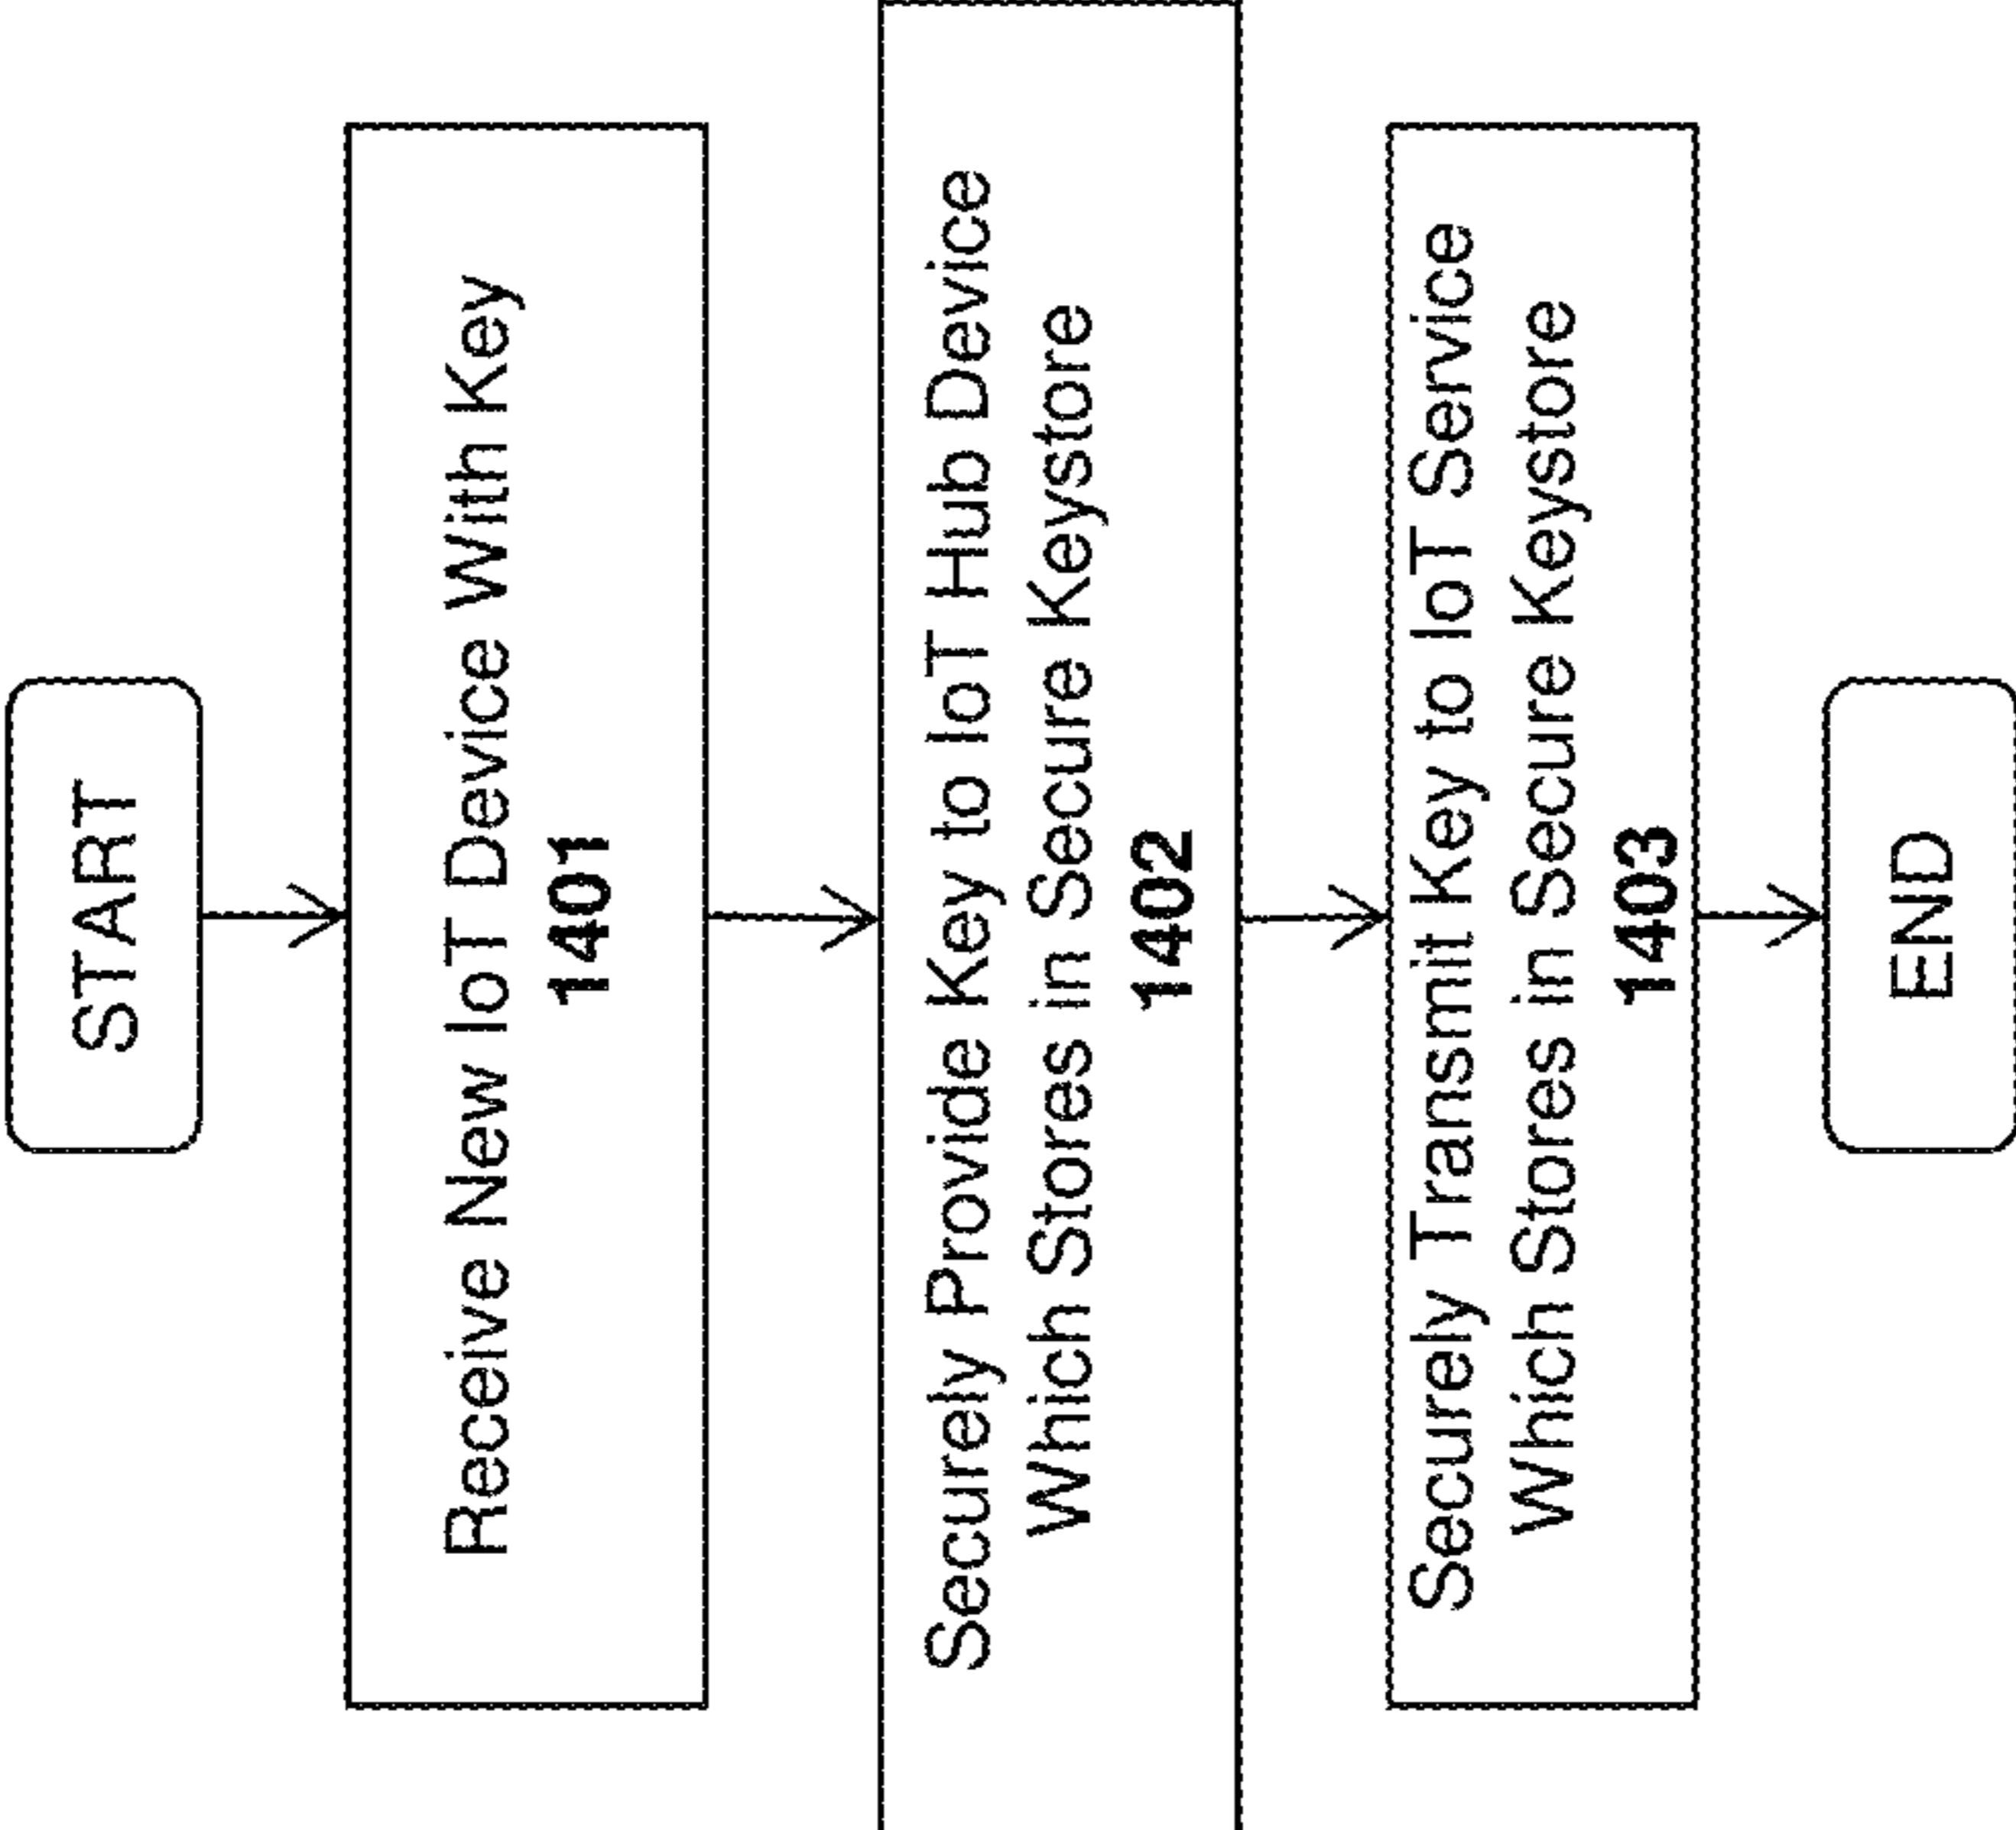 START
Receive New IoT Device With Key
1401
Securely Provide Key to IoT Hub Device
Which Stores in Secure Keystore
1402
Securely Transmit Key to IoT Service
Which Stores in Secure Keystore
1403
END